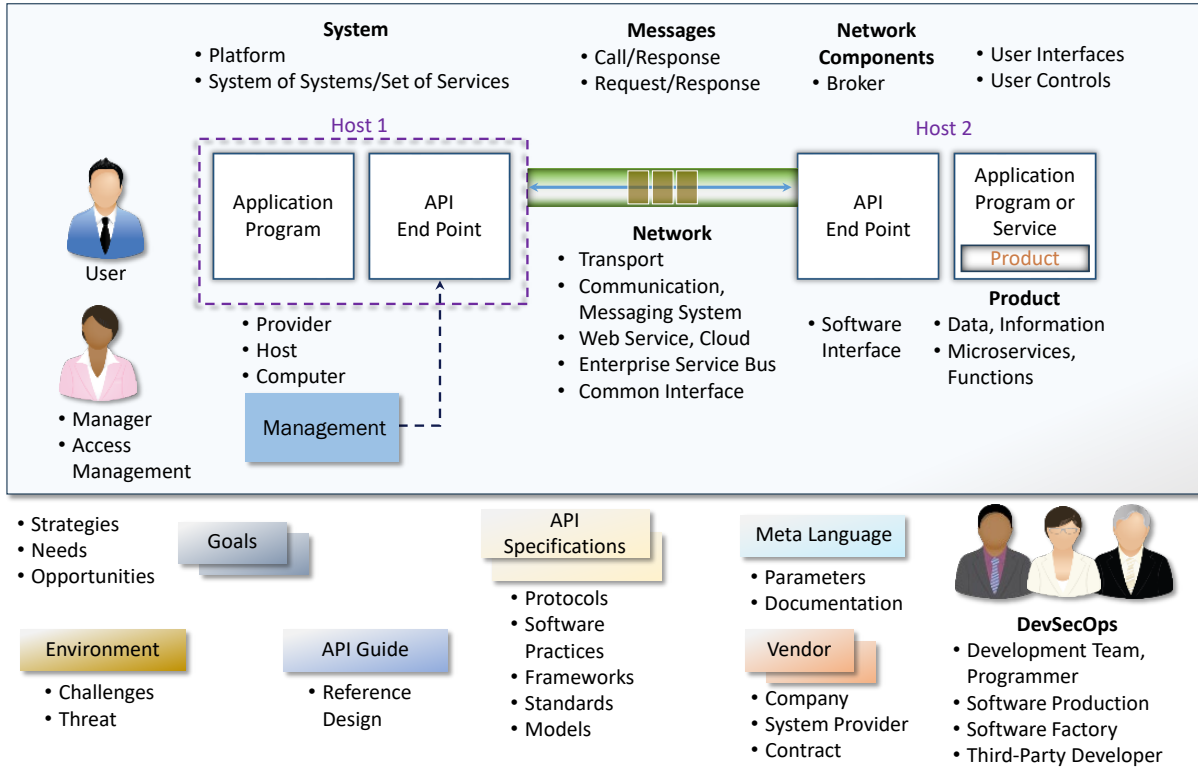 System
• Platform
• System of Systems/Set of Services
Messages
• Call/Response
• Request/Response
Network
Components
• Broker
• User Interfaces
• User Controls
Host 1
Host 2
Application
Program
API
End Point
API
End Point
Application
Program or
Service
Product
User
Network
• Transport
• Communication,
Messaging System
• Web Service, Cloud
• Enterprise Service Bus
• Common Interface
• Software
Interface
Product
• Data, Information
• Microservices,
Functions
• Provider
• Host
• Computer
Management
• Manager
• Access
Management
• Strategies
• Needs
• Opportunities
Goals
API
Specifications
• Protocols
• Software
Practices
• Frameworks
• Standards
• Models
Meta Language
• Parameters
• Documentation
Environment
• Challenges
• Threat
API Guide
• Reference
Design
Vendor
• Company
• System Provider
• Contract
DevSecOps
• Development Team,
Programmer
• Software Production
• Software Factory
• Third-Party Developer